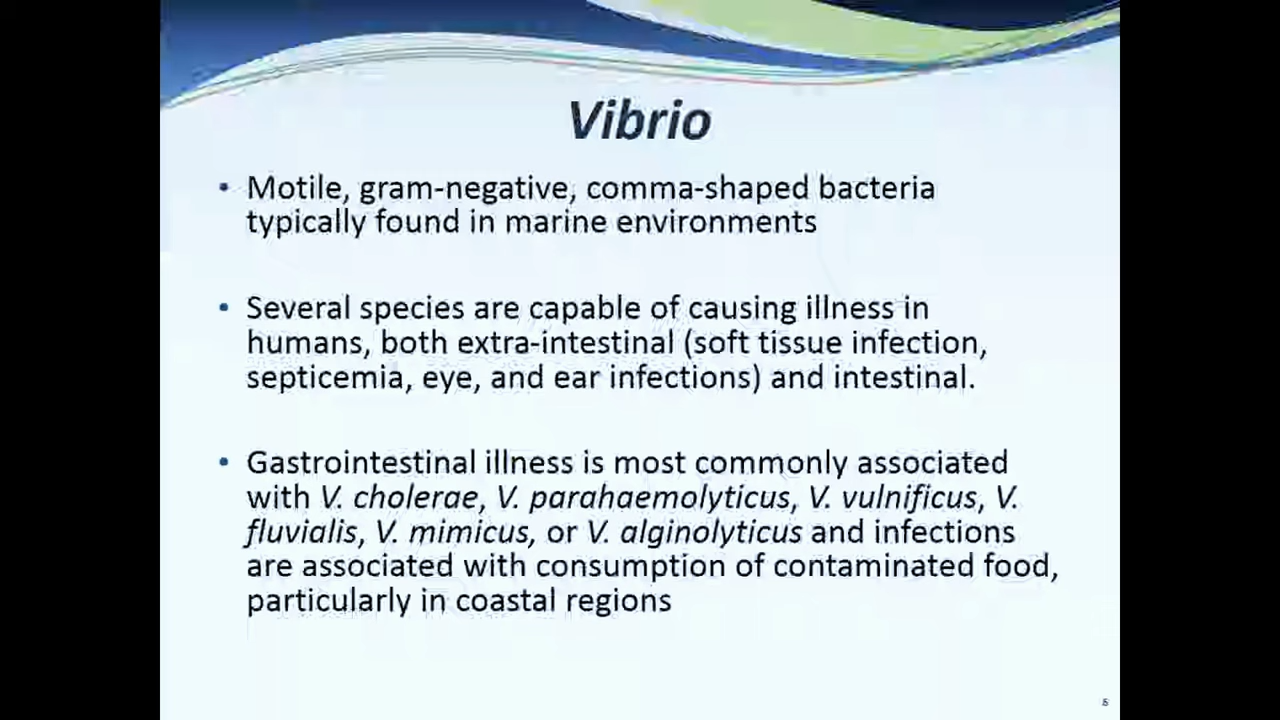 Vibrio
• Motile, gram-negative, comma-shaped bacteria
typically found in marine environments
• Several species are capable of causing illness in
humans, both extra-intestinal (soft tissue infection,
septicemia, eye, and ear infections) and intestinal.
• Gastrointestinal illness is most commonly associated
with V. cholerae, V. parahaemolyticus, V. vulnificus, V.
fluvialis, V. mimicus, or V. alginolyticus and infections
are associated with consumption of contaminated food,
particularly in coastal regions